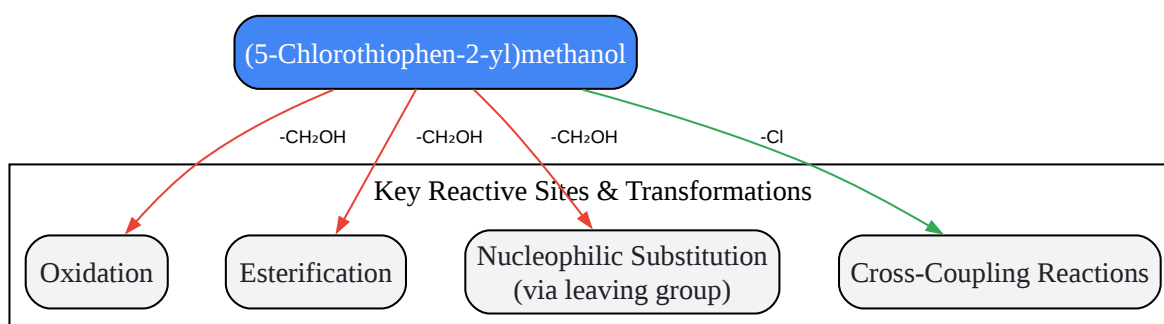 (5-Chlorothiophen-2-yl)methanol
-CH₂OH
-CH₂OH
-CH₂OH
-Cl
Key Reactive Sites & Transformations
Oxidation
Esterification
Nucleophilic Substitution
(via leaving group)
Cross-Coupling Reactions